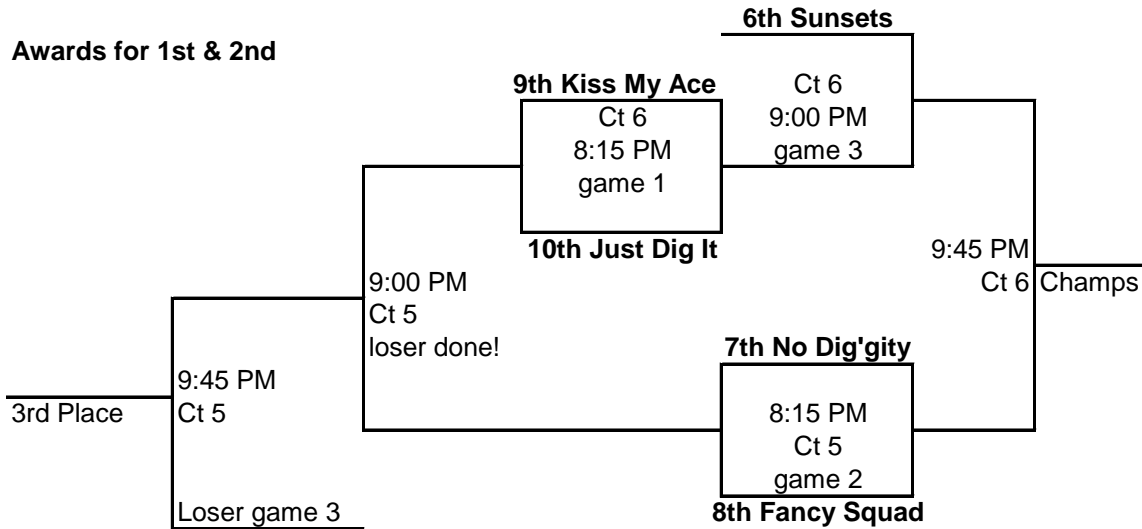 6th Sunsets
Awards for 1st & 2nd
9th Kiss My Ace
Ct 6
8:15 PM
game 1
Ct 6
9:00 PM
game 3
10th Just Dig It
9:00 PM
Ct 5
loser done!
9:45 PM
Ct 6
Champs
7th No Dig'gity
9:45 PM
Ct 5
3rd Place
8:15 PM
Ct 5
game 2
Loser game 3
8th Fancy Squad